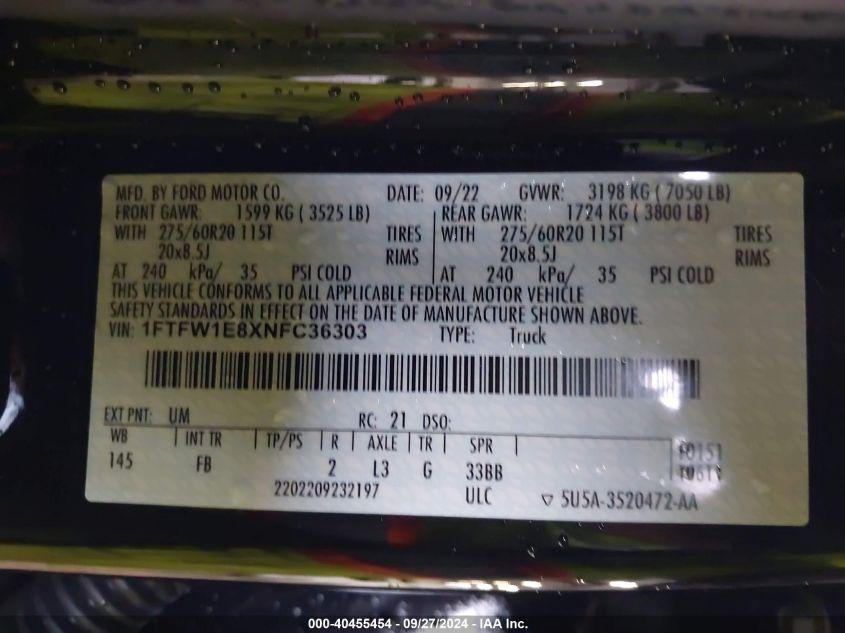 MFD. BY FORD MOTOR CO. DATE: 09/22 GVWR: 3198 KG ( 7050 LB)
FRONT GAWR: 1599 KG ( 3525 LB) REAR GAWR: 1724 KG ( 3800 LB)
WITH 275/60R20 115T TIRES WITH 275/60R20 115T TIRES
20x8.5J RIMS 20x8.5J RIMS
AT 240 kPa/ 35 PSI COLD AT 240 kPa/ 35 PSI COLD
THIS VEHICLE CONFORMS TO ALL APPLICABLE FEDERAL MOTOR VEHICLE
SAFETY STANDARDS IN EFFECT ON THE DATE OF MANUFACTURE SHOWN ABOVE.
VIN: 1FTFW1E8XNFC36303 TYPE: Truck
EXT PNT: UM RC: 21 DSO:
WB INT TR TP/PS R AXLE TR SPR
145 FB 2 L3 G 33BB
2202209232197 ULC 5U5A-3520472-AA
000-40455454 - 09/27/2024 - IAA Inc.